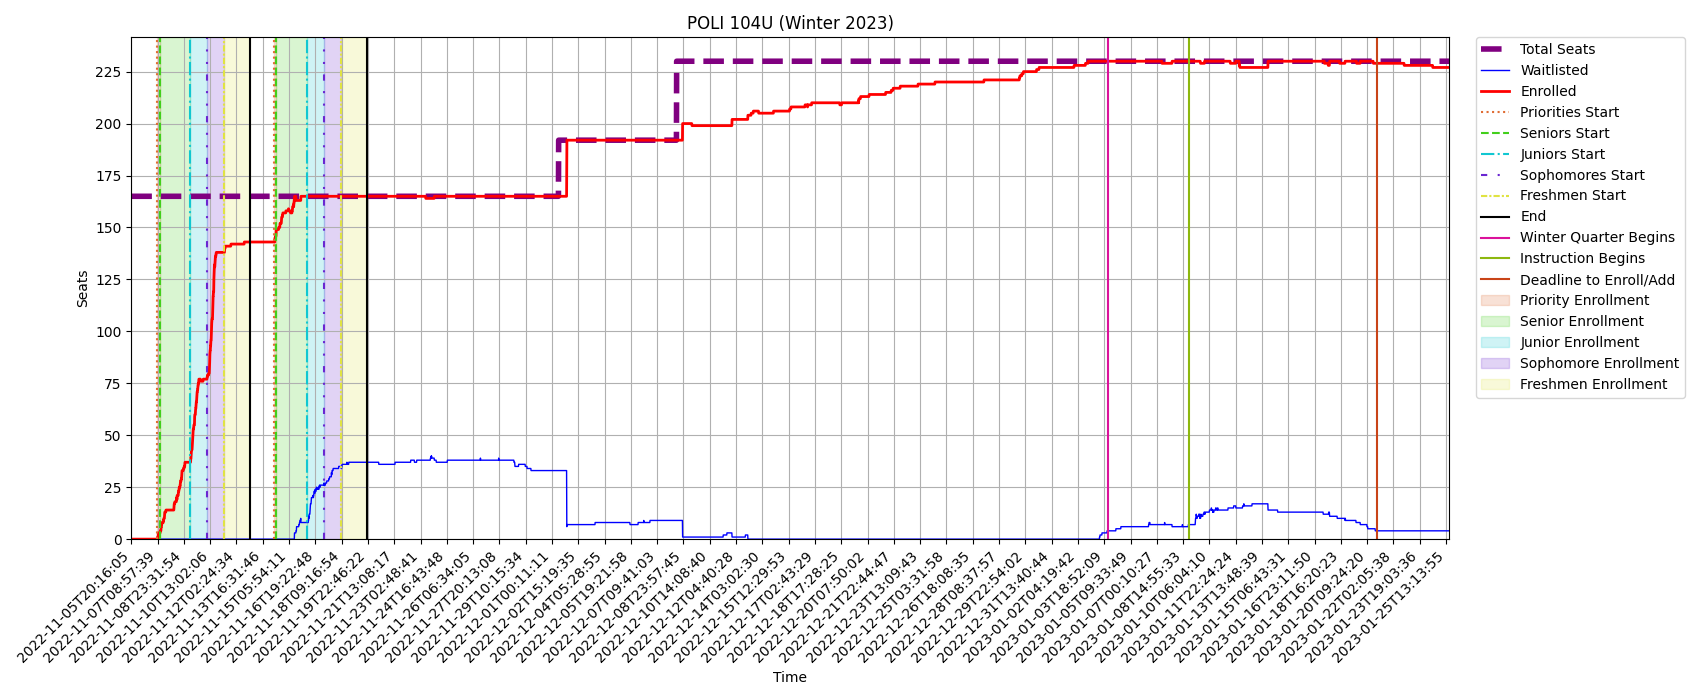 POLI 104U (Winter 2023)
Seats
225
200
175
150
125
100
75
50
25
0
2022-11-05T20:16:05
2022-11-07T08:57:39
2022-11-08T23:31:54
2022-11-10T13:02:06
2022-11-12T02:24:34
2022-11-13T16:31:46
2022-11-15T05:54:11
2022-11-16T19:22:48
2022-11-18T09:16:54
2022-11-19T22:46:22
2022-11-21T13:08:17
2022-11-23T02:48:41
2022-11-24T16:43:48
2022-11-26T06:34:05
2022-11-27T20:13:08
2022-11-29T10:15:34
2022-12-01T00:11:11
2022-12-02T15:19:35
2022-12-04T05:28:55
2022-12-05T19:21:58
2022-12-07T09:41:03
2022-12-08T23:57:45
2022-12-10T14:08:40
2022-12-12T04:40:28
2022-12-14T03:02:30
2022-12-15T12:29:53
2022-12-17T02:43:29
2022-12-18T17:28:25
2022-12-20T07:50:02
2022-12-21T22:44:47
2022-12-23T13:09:43
2022-12-25T03:31:58
2022-12-26T18:08:35
2022-12-28T08:37:57
2022-12-29T22:54:02
2022-12-31T13:40:44
2023-01-02T04:19:42
2023-01-03T18:52:09
2023-01-05T09:33:49
2023-01-07T00:10:27
2023-01-08T14:55:33
2023-01-10T06:04:10
2023-01-11T22:24:24
2023-01-13T13:48:39
2023-01-15T06:43:31
2023-01-16T23:11:50
2023-01-18T16:20:23
2023-01-20T09:24:20
2023-01-22T02:05:38
2023-01-23T19:03:36
2023-01-25T13:13:55
Time
Total Seats
Waitlisted
Enrolled
Priorities Start
Seniors Start
Juniors Start
Sophomores Start
Freshmen Start
End
Winter Quarter Begins
Instruction Begins
Deadline to Enroll/Add
Priority Enrollment
Senior Enrollment
Junior Enrollment
Sophomore Enrollment
Freshmen Enrollment